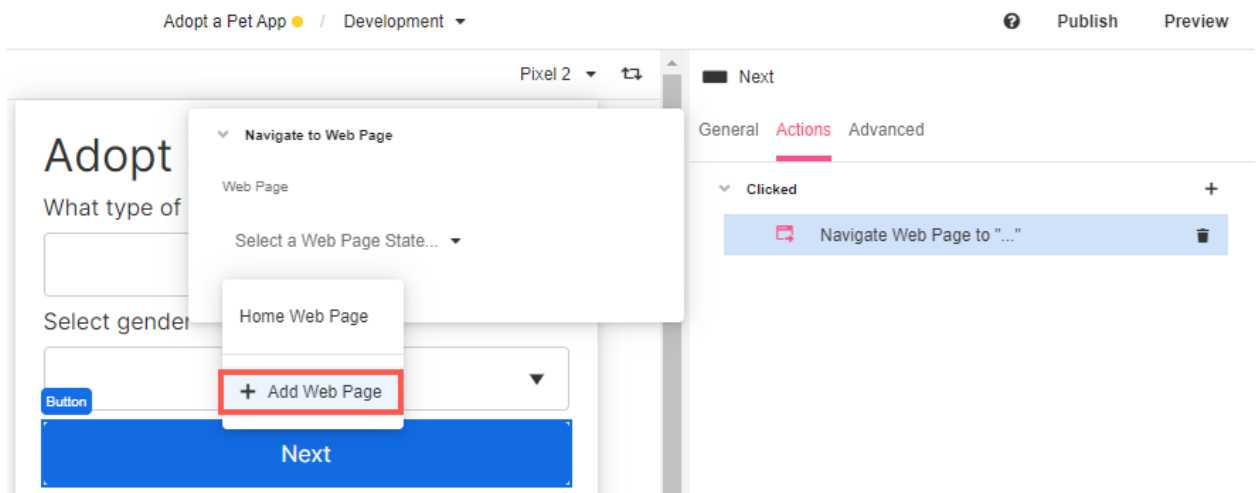 Adopt a Pet App / Development
Publish Preview
Pixel 2
Next
General Actions Advanced
Clicked +
Navigate Web Page to "..."
Navigate to Web Page
Web Page
Select a Web Page State...
Home Web Page
+ Add Web Page
Adopt
What type of
Select gender
Button
Next